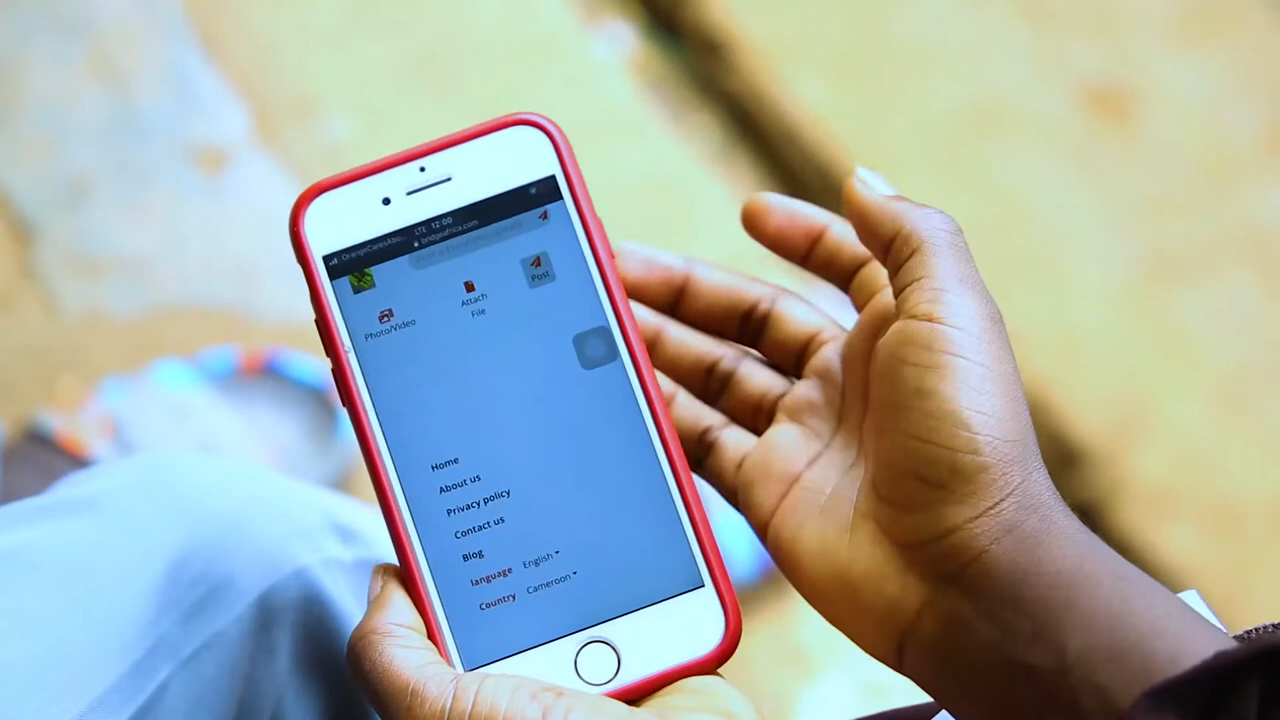 OrangeCaresAbo... LTE 12:00
bridgeafrica.com
Post
Attach
File
Photo/Video
Home
About us
Privacy policy
Contact us
Blog
language English
Country Cameroon